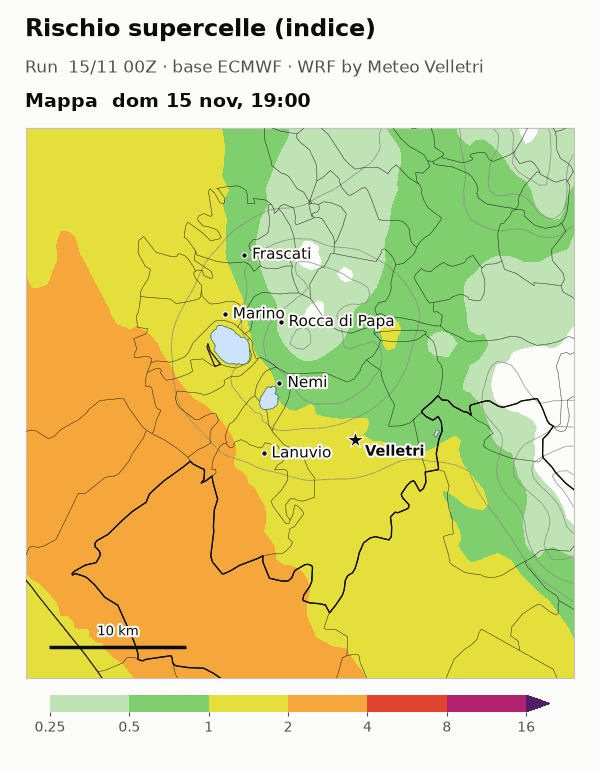 Rischio supercelle (indice)
Run  15/11 00Z · base ECMWF · WRF by Meteo Velletri
Mappa  dom 15 nov, 19:00
Frascati
Marino
Rocca di Papa
Nemi
Velletri
Lanuvio
10 km
0.25 0.5 1 2 4 8 16